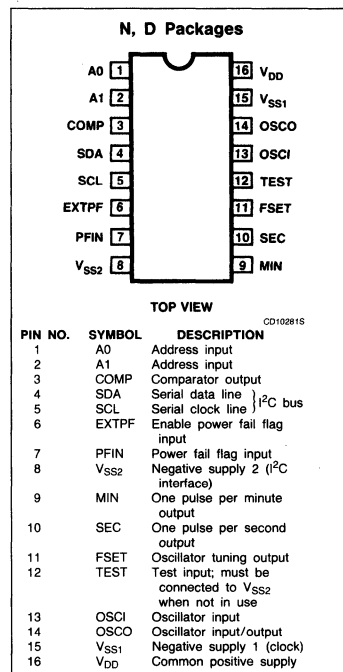 N, D Packages
A0 1
16 VDD
A1 2
15 VSS1
COMP 3
14 OSCO
SDA 4
13 OSCI
SCL 5
12 TEST
EXTPF 6
11 FSET
PFIN 7
10 SEC
VSS2 8
9 MIN
TOP VIEW
CD10281S
PIN NO. SYMBOL DESCRIPTION
1 A0 Address input
2 A1 Address input
3 COMP Comparator output
4 SDA Serial data line
5 SCL Serial clock line } I²C bus
6 EXTPF Enable power fail flag
input
7 PFIN Power fail flag input
8 VSS2 Negative supply 2 (I²C
interface)
9 MIN One pulse per minute
output
10 SEC One pulse per second
output
11 FSET Oscillator tuning output
12 TEST Test input; must be
connected to VSS2
when not in use
13 OSCI Oscillator input
14 OSCO Oscillator input/output
15 VSS1 Negative supply 1 (clock)
16 VDD Common positive supply